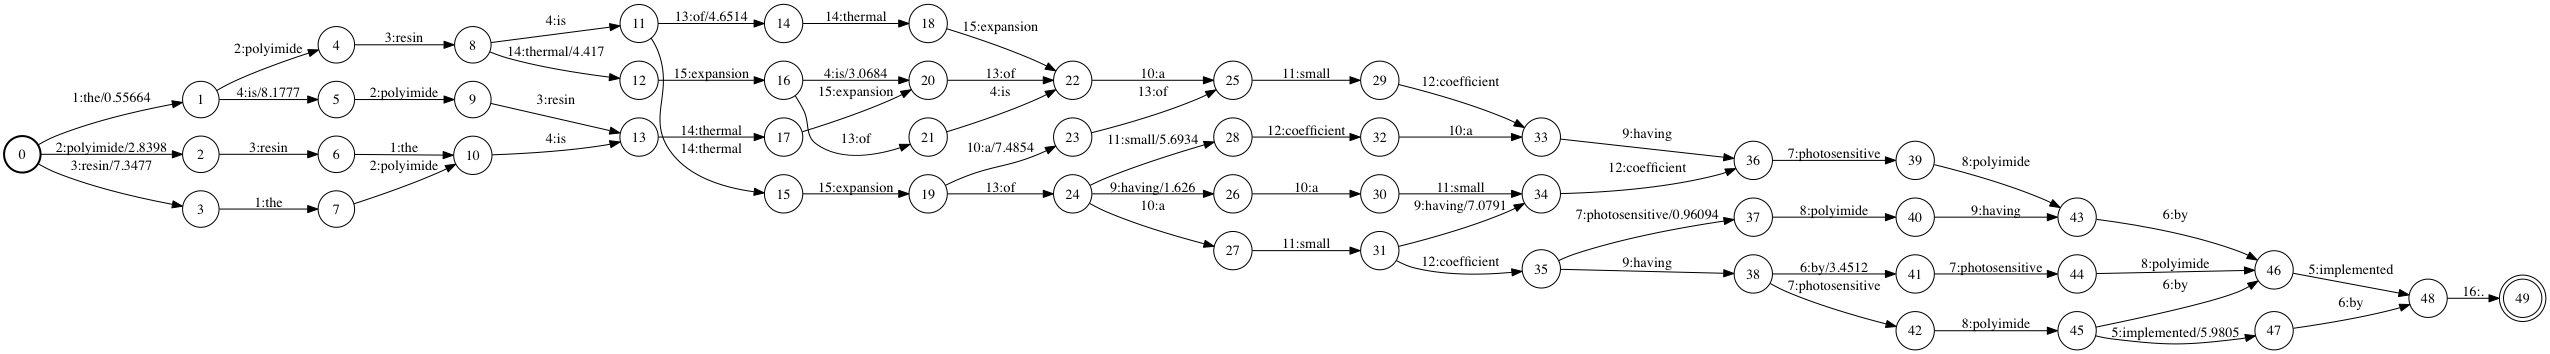 4:is
11
13:of/4.6514
14
14:thermal
18
15:expansion
2:polyimide
4
3:resin
8
14:thermal/4.417
12
15:expansion
16
4:is/3.0684
20
13:of
22
10:a
25
11:small
29
12:coefficient
1:the/0.55664
1
4:is/8.1777
5
2:polyimide
9
3:resin
15:expansion
4:is
13:of
13
14:thermal
17
13:of
21
0
2:polyimide/2.8398
2
3:resin
6
1:the
10
4:is
14:thermal
10:a/7.4854
23
11:small/5.6934
28
12:coefficient
32
10:a
33
9:having
36
7:photosensitive
39
8:polyimide
3:resin/7.3477
3
1:the
7
2:polyimide
15
15:expansion
19
13:of
24
9:having/1.626
26
10:a
30
11:small
34
12:coefficient
10:a
27
11:small
31
9:having/7.0791
12:coefficient
35
7:photosensitive/0.96094
37
8:polyimide
40
9:having
43
6:by
9:having
38
6:by/3.4512
41
7:photosensitive
44
8:polyimide
46
5:implemented
7:photosensitive
42
8:polyimide
45
6:by
5:implemented/5.9805
47
6:by
48
16:.
49